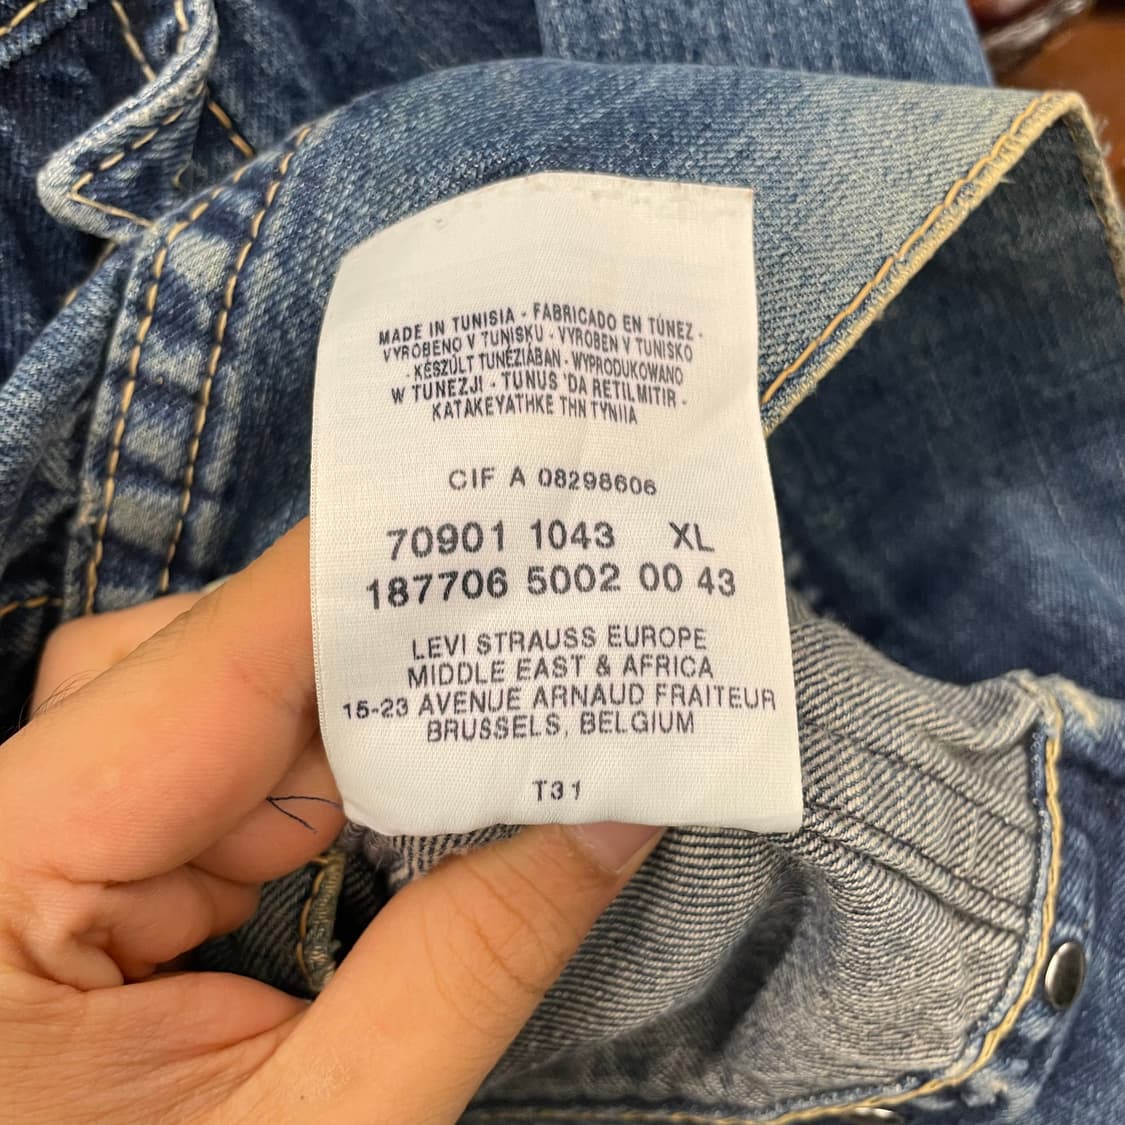 MADE IN TUNISIA - FABRICADO EN TÚNEZ -
VYROBENO V TUNISKU - VYROBEN V TUNISKO
- KÉSZÜLT TUNÉZIÁBAN - WYPRODUKOWANO
W TUNEZJI - TUNUS 'DA RETILMITIR -
KATAKEYATHKE THN TYNIIA
CIF A 08298606
70901 1043 XL
187706 5002 00 43
LEVI STRAUSS EUROPE
MIDDLE EAST & AFRICA
15-23 AVENUE ARNAUD FRAITEUR
BRUSSELS, BELGIUM
T31